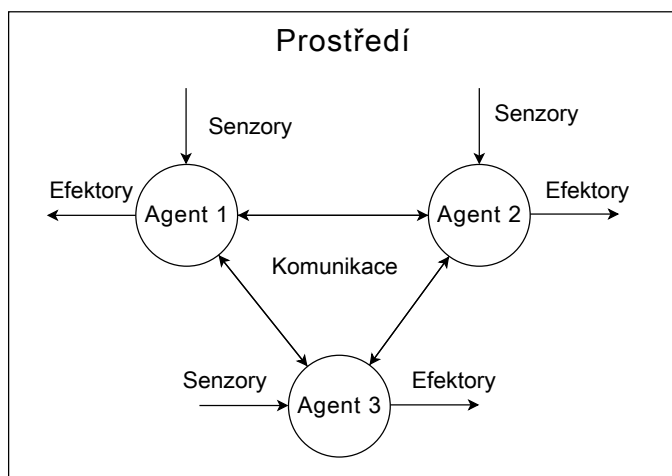 Prostředí
Senzory
Senzory
Efektory
Efektory
Agent 1
Agent 2
Komunikace
Senzory
Efektory
Agent 3